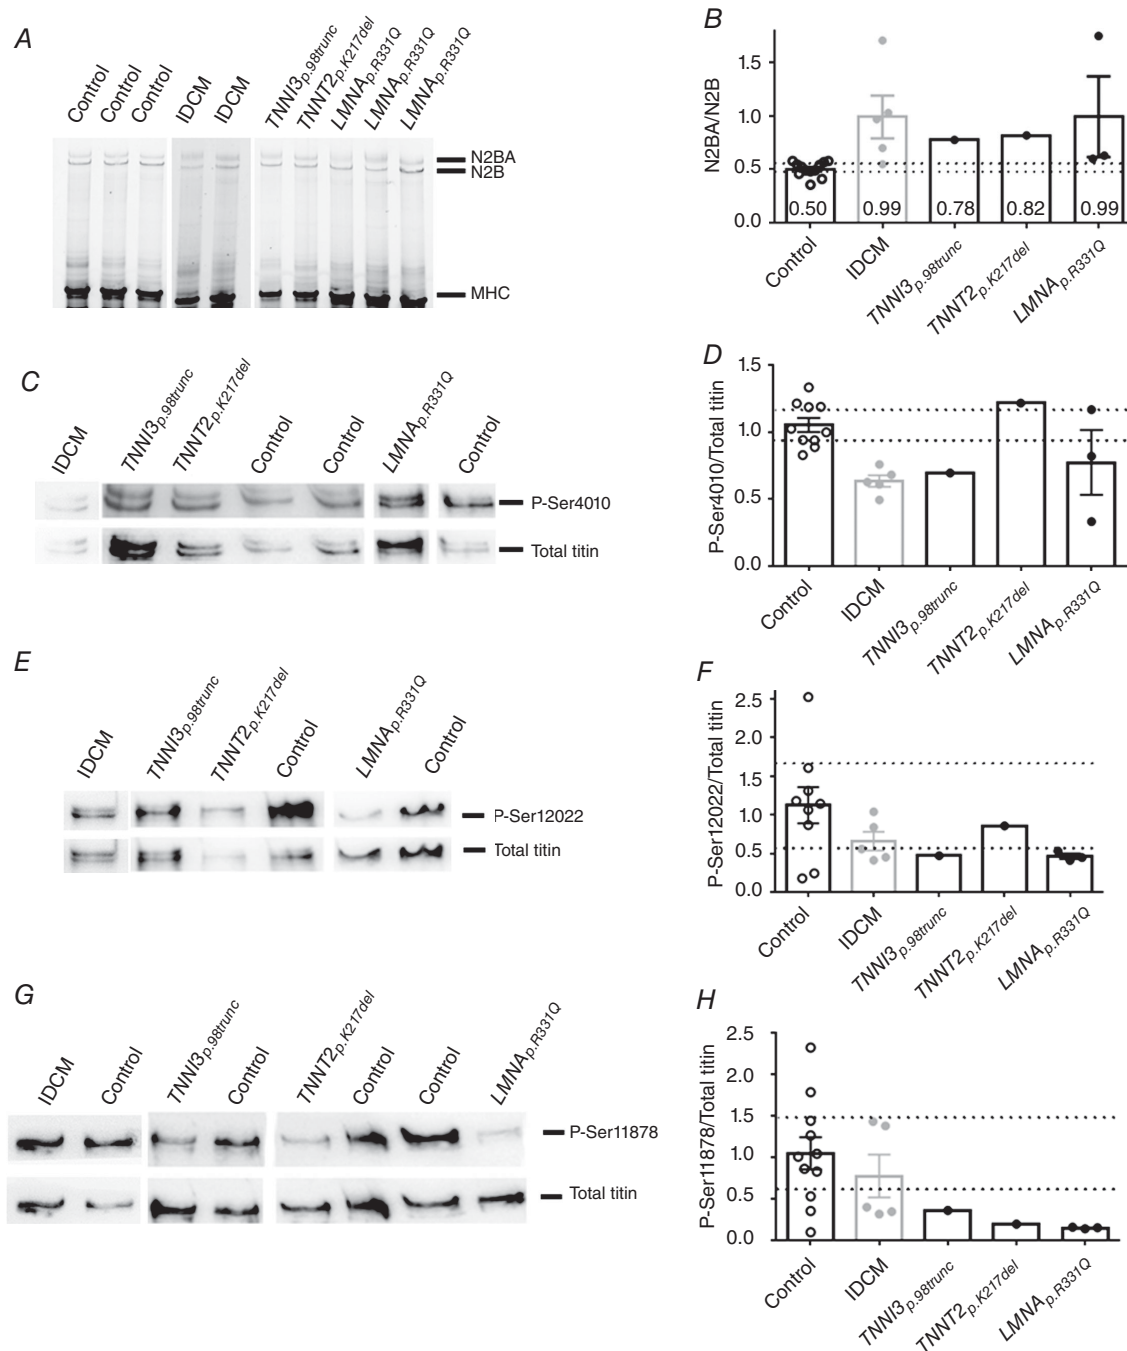 A
Control
Control
Control
IDCM
IDCM
TNNI3p.98trunc
TNNT2p.K217del
LMNAp.R331Q
LMNAp.R331Q
LMNAp.R331Q
N2BA
N2B
MHC
B
N2BA/N2B
1.5
1.0
0.5
0.0
0.50
0.99
0.78
0.82
0.99
Control
IDCM
TNNI3p.98trunc
TNNT2p.K217del
LMNAp.R331Q
C
IDCM
TNNI3p.98trunc
TNNT2p.K217del
Control
Control
LMNAp.R331Q
Control
P-Ser4010
Total titin
D
P-Ser4010/Total titin
1.5
1.0
0.5
0.0
Control
IDCM
TNNI3p.98trunc
TNNT2p.K217del
LMNAp.R331Q
E
IDCM
TNNI3p.98trunc
TNNT2p.K217del
Control
LMNAp.R331Q
Control
P-Ser12022
Total titin
F
P-Ser12022/Total titin
2.5
2.0
1.5
1.0
0.5
0.0
Control
IDCM
TNNI3p.98trunc
TNNT2p.K217del
LMNAp.R331Q
G
IDCM
Control
TNNI3p.98trunc
Control
TNNT2p.K217del
Control
Control
LMNAp.R331Q
P-Ser11878
Total titin
H
P-Ser11878/Total titin
2.5
2.0
1.5
1.0
0.5
0.0
Control
IDCM
TNNI3p.98trunc
TNNT2p.K217del
LMNAp.R331Q